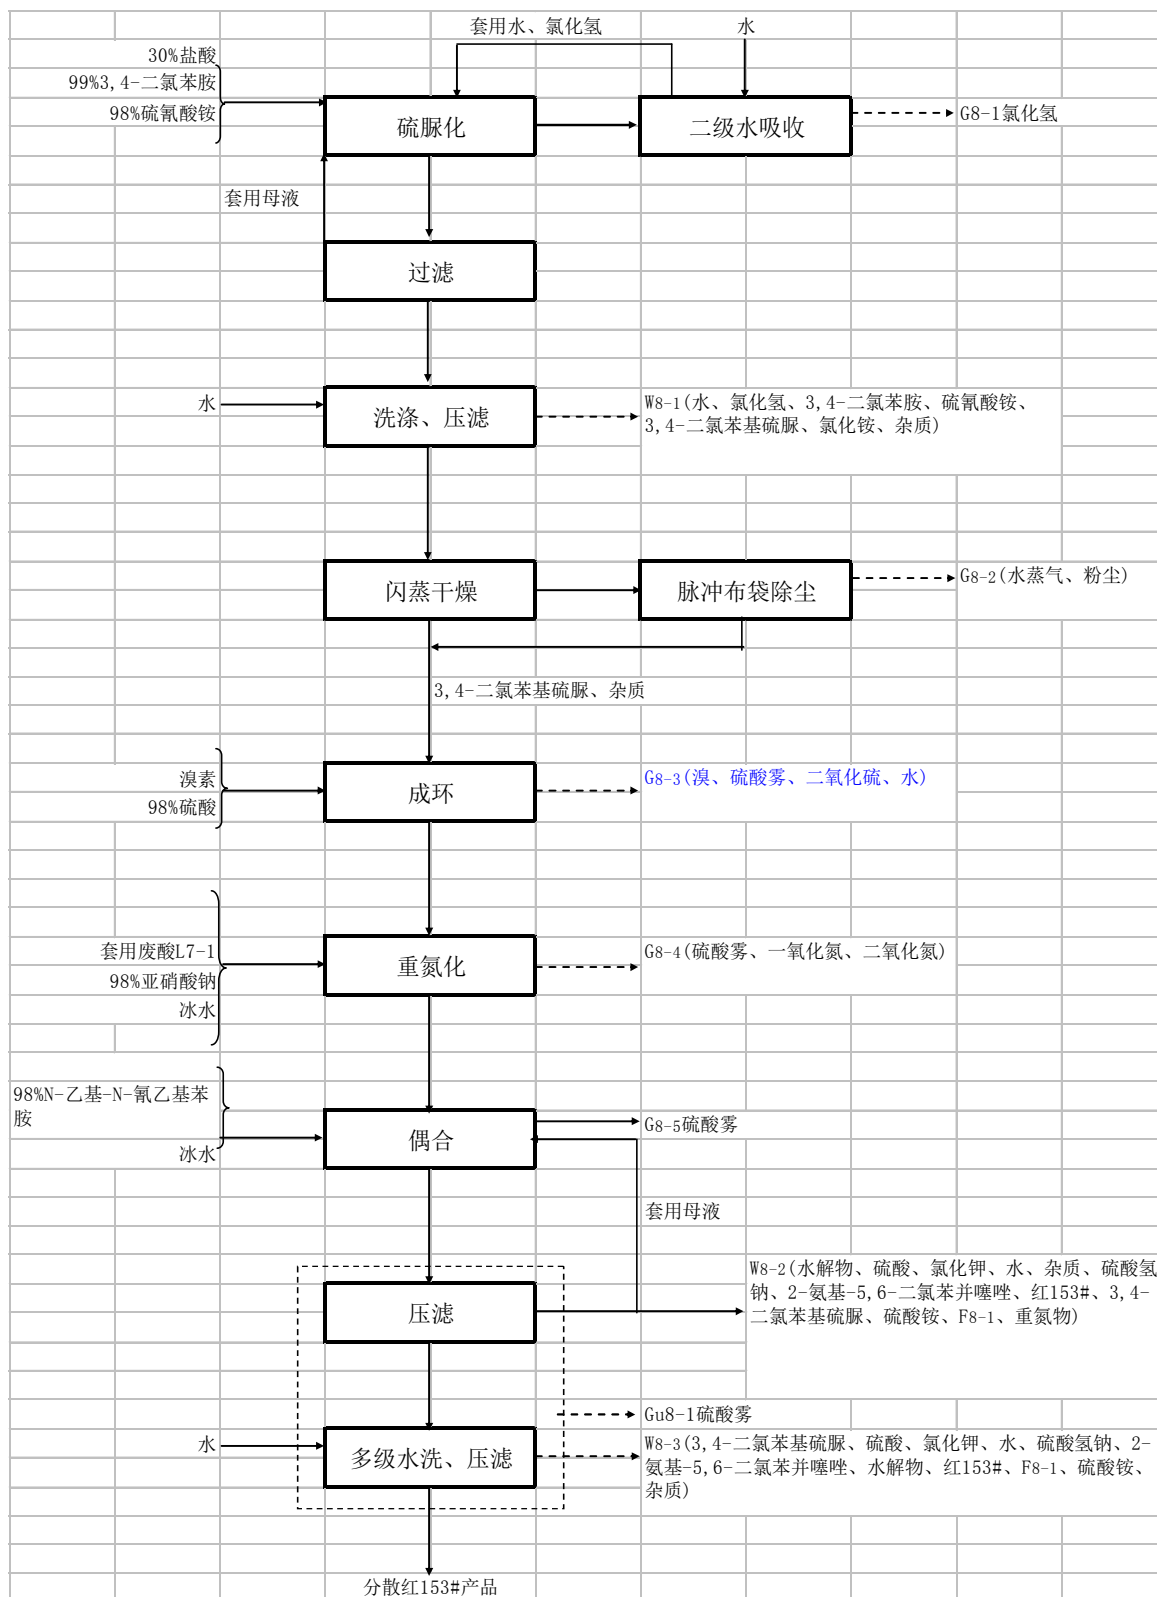 套用水、氯化氢
水
30%盐酸
99%3,4-二氯苯胺
98%硫氰酸铵
硫脲化
二级水吸收
G8-1氯化氢
套用母液
过滤
水
洗涤、压滤
W8-1(水、氯化氢、3,4-二氯苯胺、硫氰酸铵、
3,4-二氯苯基硫脲、氯化铵、杂质)
闪蒸干燥
脉冲布袋除尘
G8-2(水蒸气、粉尘)
3,4-二氯苯基硫脲、杂质
溴素
98%硫酸
成环
G8-3(溴、硫酸雾、二氧化硫、水)
套用废酸L7-1
98%亚硝酸钠
冰水
重氮化
G8-4(硫酸雾、一氧化氮、二氧化氮)
98%N-乙基-N-氰乙基苯
胺
冰水
偶合
G8-5硫酸雾
套用母液
压滤
W8-2(水解物、硫酸、氯化钾、水、杂质、硫酸氢
钠、2-氨基-5,6-二氯苯并噻唑、红153#、3,4-
二氯苯基硫脲、硫酸铵、F8-1、重氮物)
Gu8-1硫酸雾
水
多级水洗、压滤
W8-3(3,4-二氯苯基硫脲、硫酸、氯化钾、水、硫酸氢钠、2-
氨基-5,6-二氯苯并噻唑、水解物、红153#、F8-1、硫酸铵、
杂质)
分散红153#产品